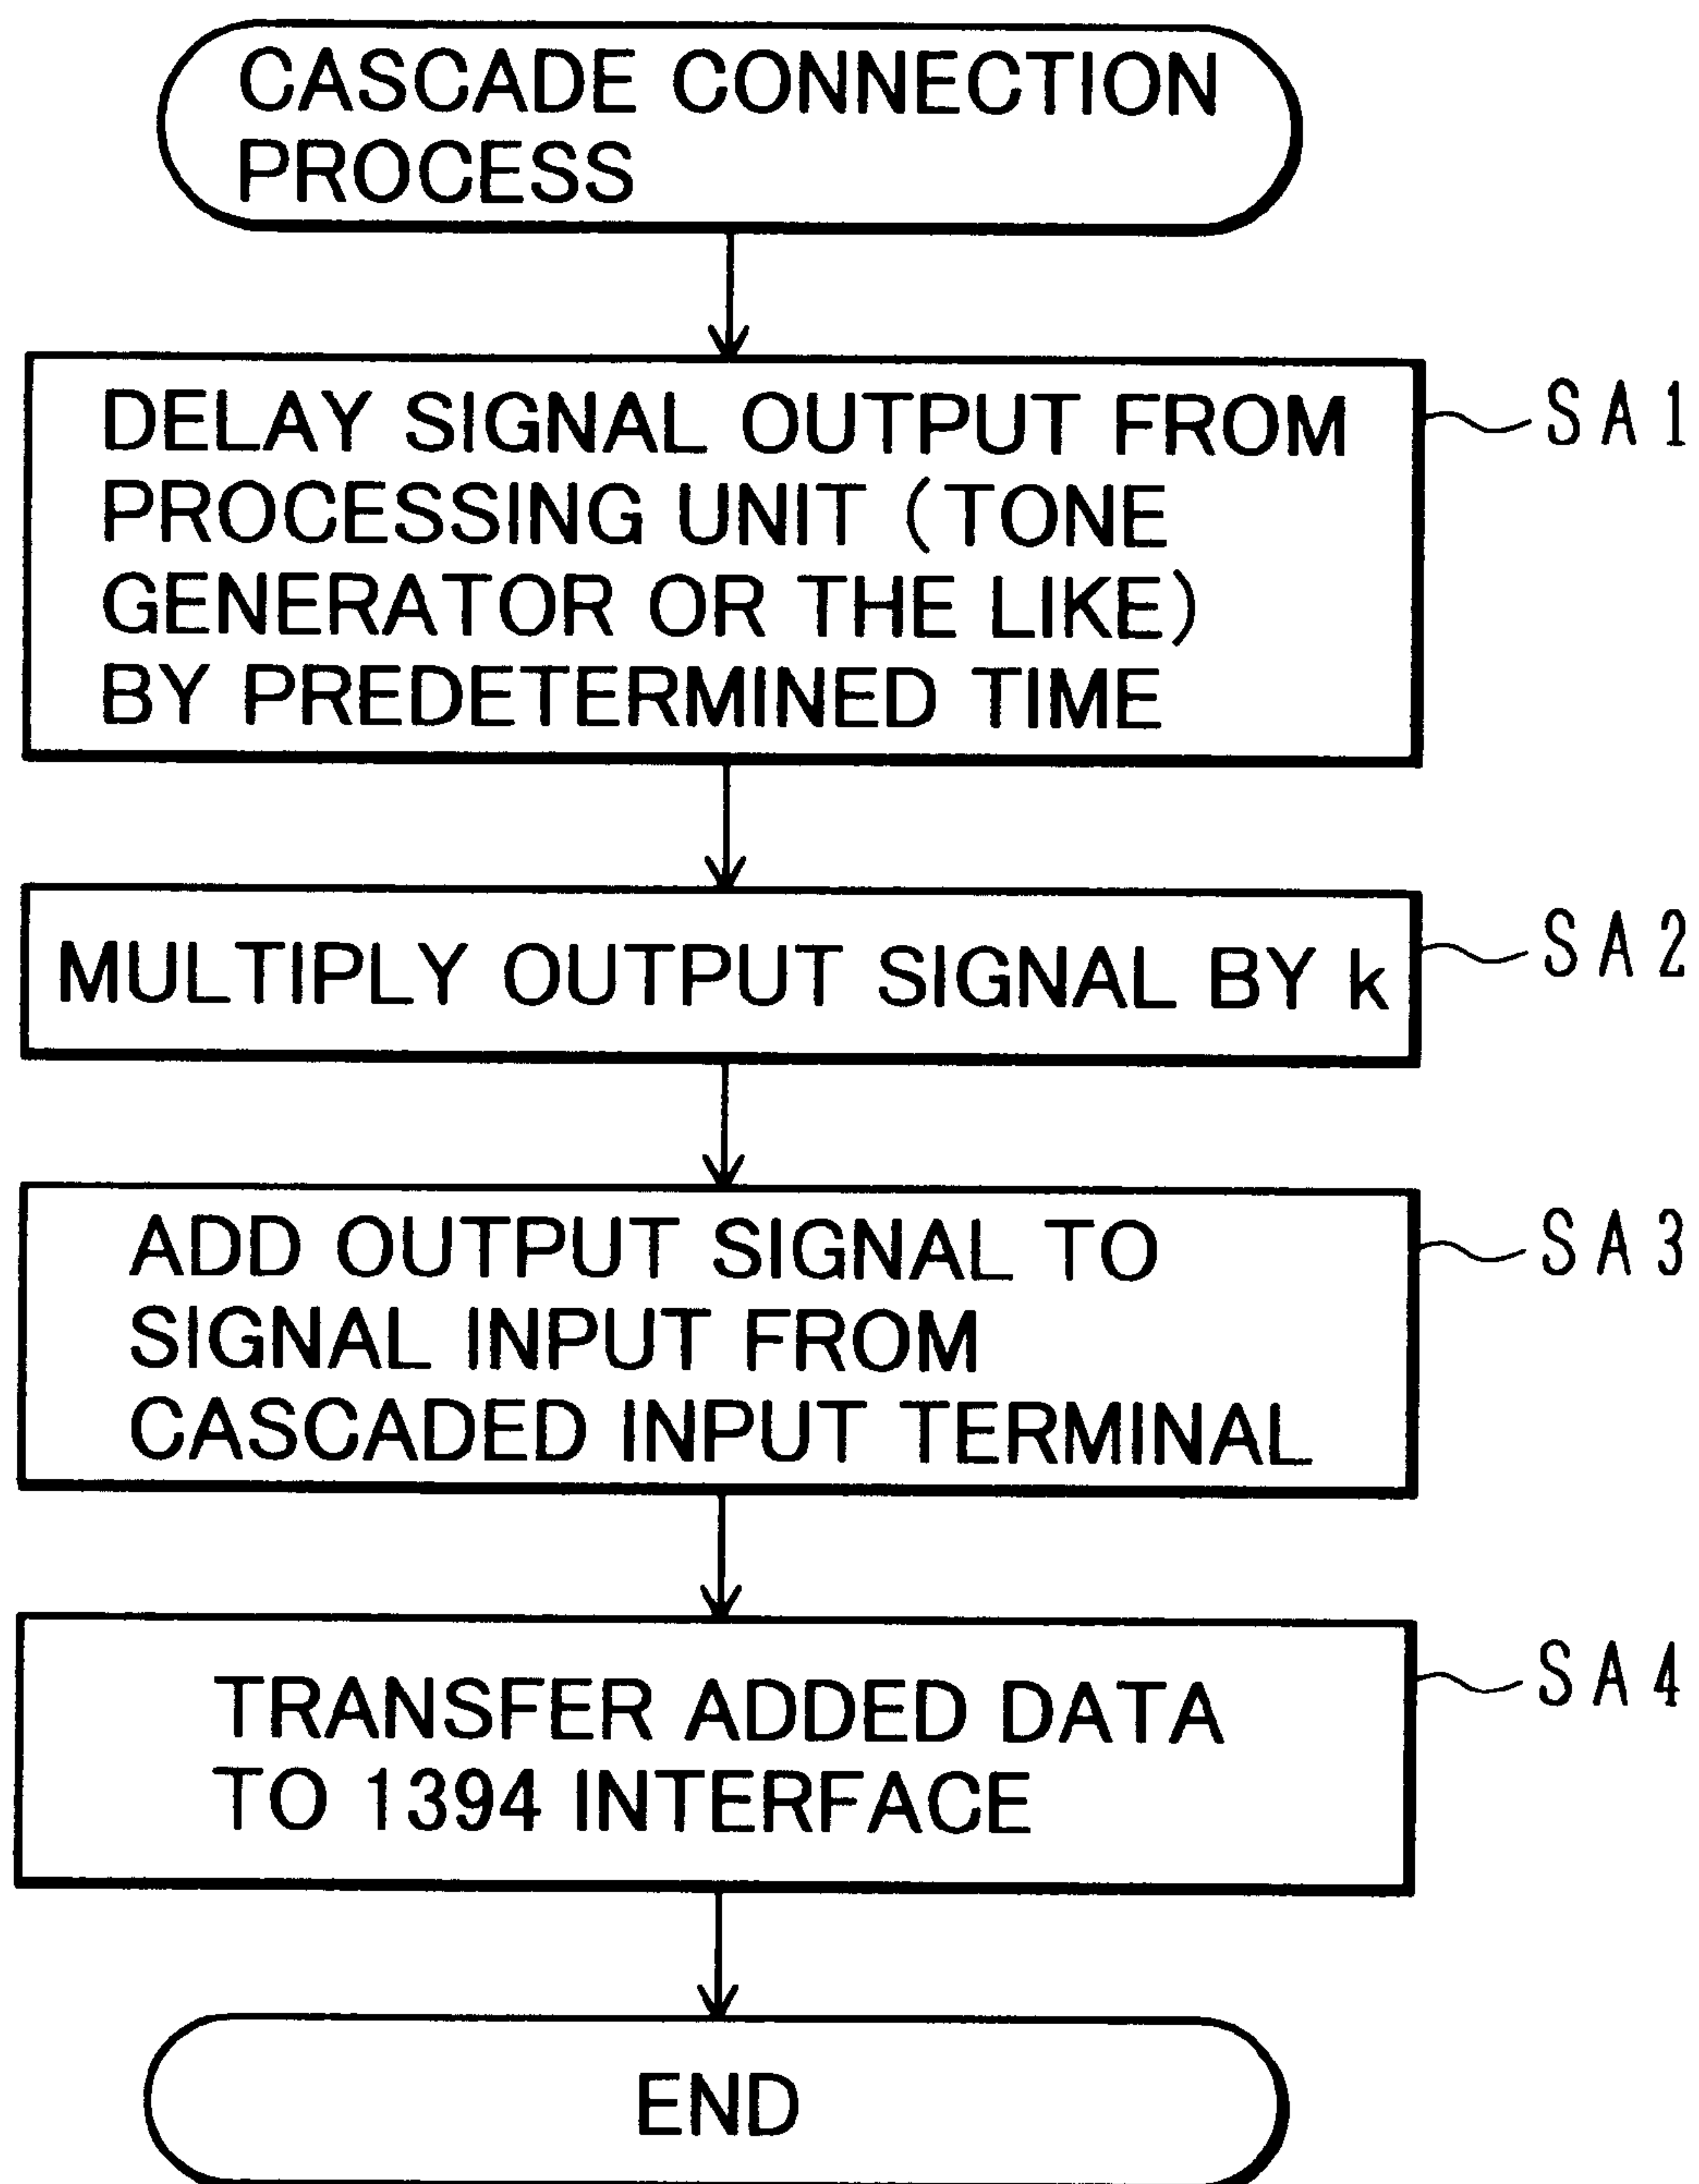 CASCADE CONNECTION
PROCESS
DELAY SIGNAL OUTPUT FROM
PROCESSING UNIT (TONE
GENERATOR OR THE LIKE)
BY PREDETERMINED TIME
SA1
MULTIPLY OUTPUT SIGNAL BY k
SA2
ADD OUTPUT SIGNAL TO
SIGNAL INPUT FROM
CASCADED INPUT TERMINAL
SA3
TRANSFER ADDED DATA
TO 1394 INTERFACE
SA4
END